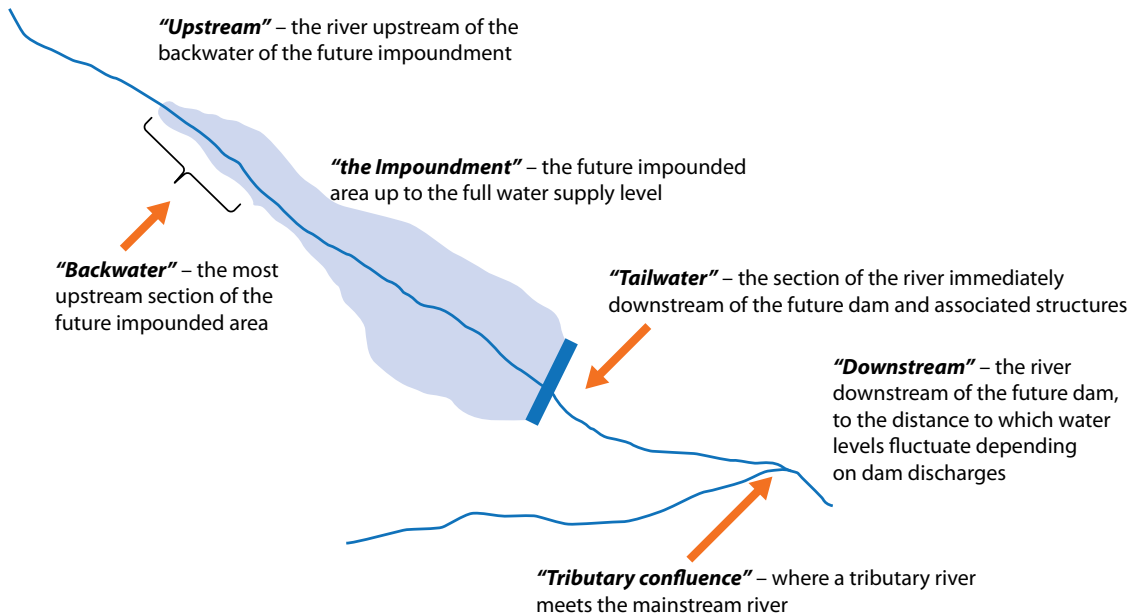 “Upstream” – the river upstream of the
backwater of the future impoundment
“the Impoundment” – the future impounded
area up to the full water supply level
“Backwater” – the most
upstream section of the
future impounded area
“Tailwater” – the section of the river immediately
downstream of the future dam and associated structures
“Downstream” – the river
downstream of the future dam,
to the distance to which water
levels fluctuate depending
on dam discharges
“Tributary confluence” – where a tributary river
meets the mainstream river